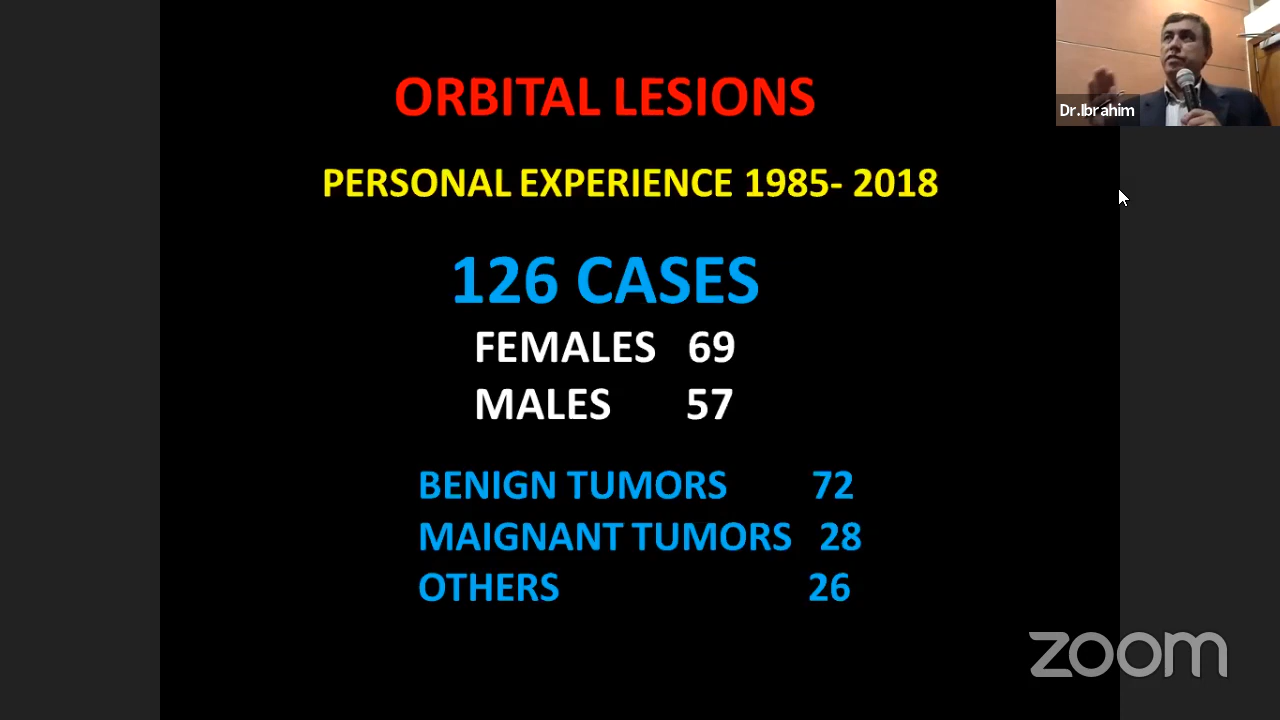 ORBITAL LESIONS
Dr.Ibrahim
PERSONAL EXPERIENCE 1985- 2018
126 CASES
FEMALES 69
MALES 57
BENIGN TUMORS 72
MAIGNANT TUMORS 28
OTHERS 26
zoom